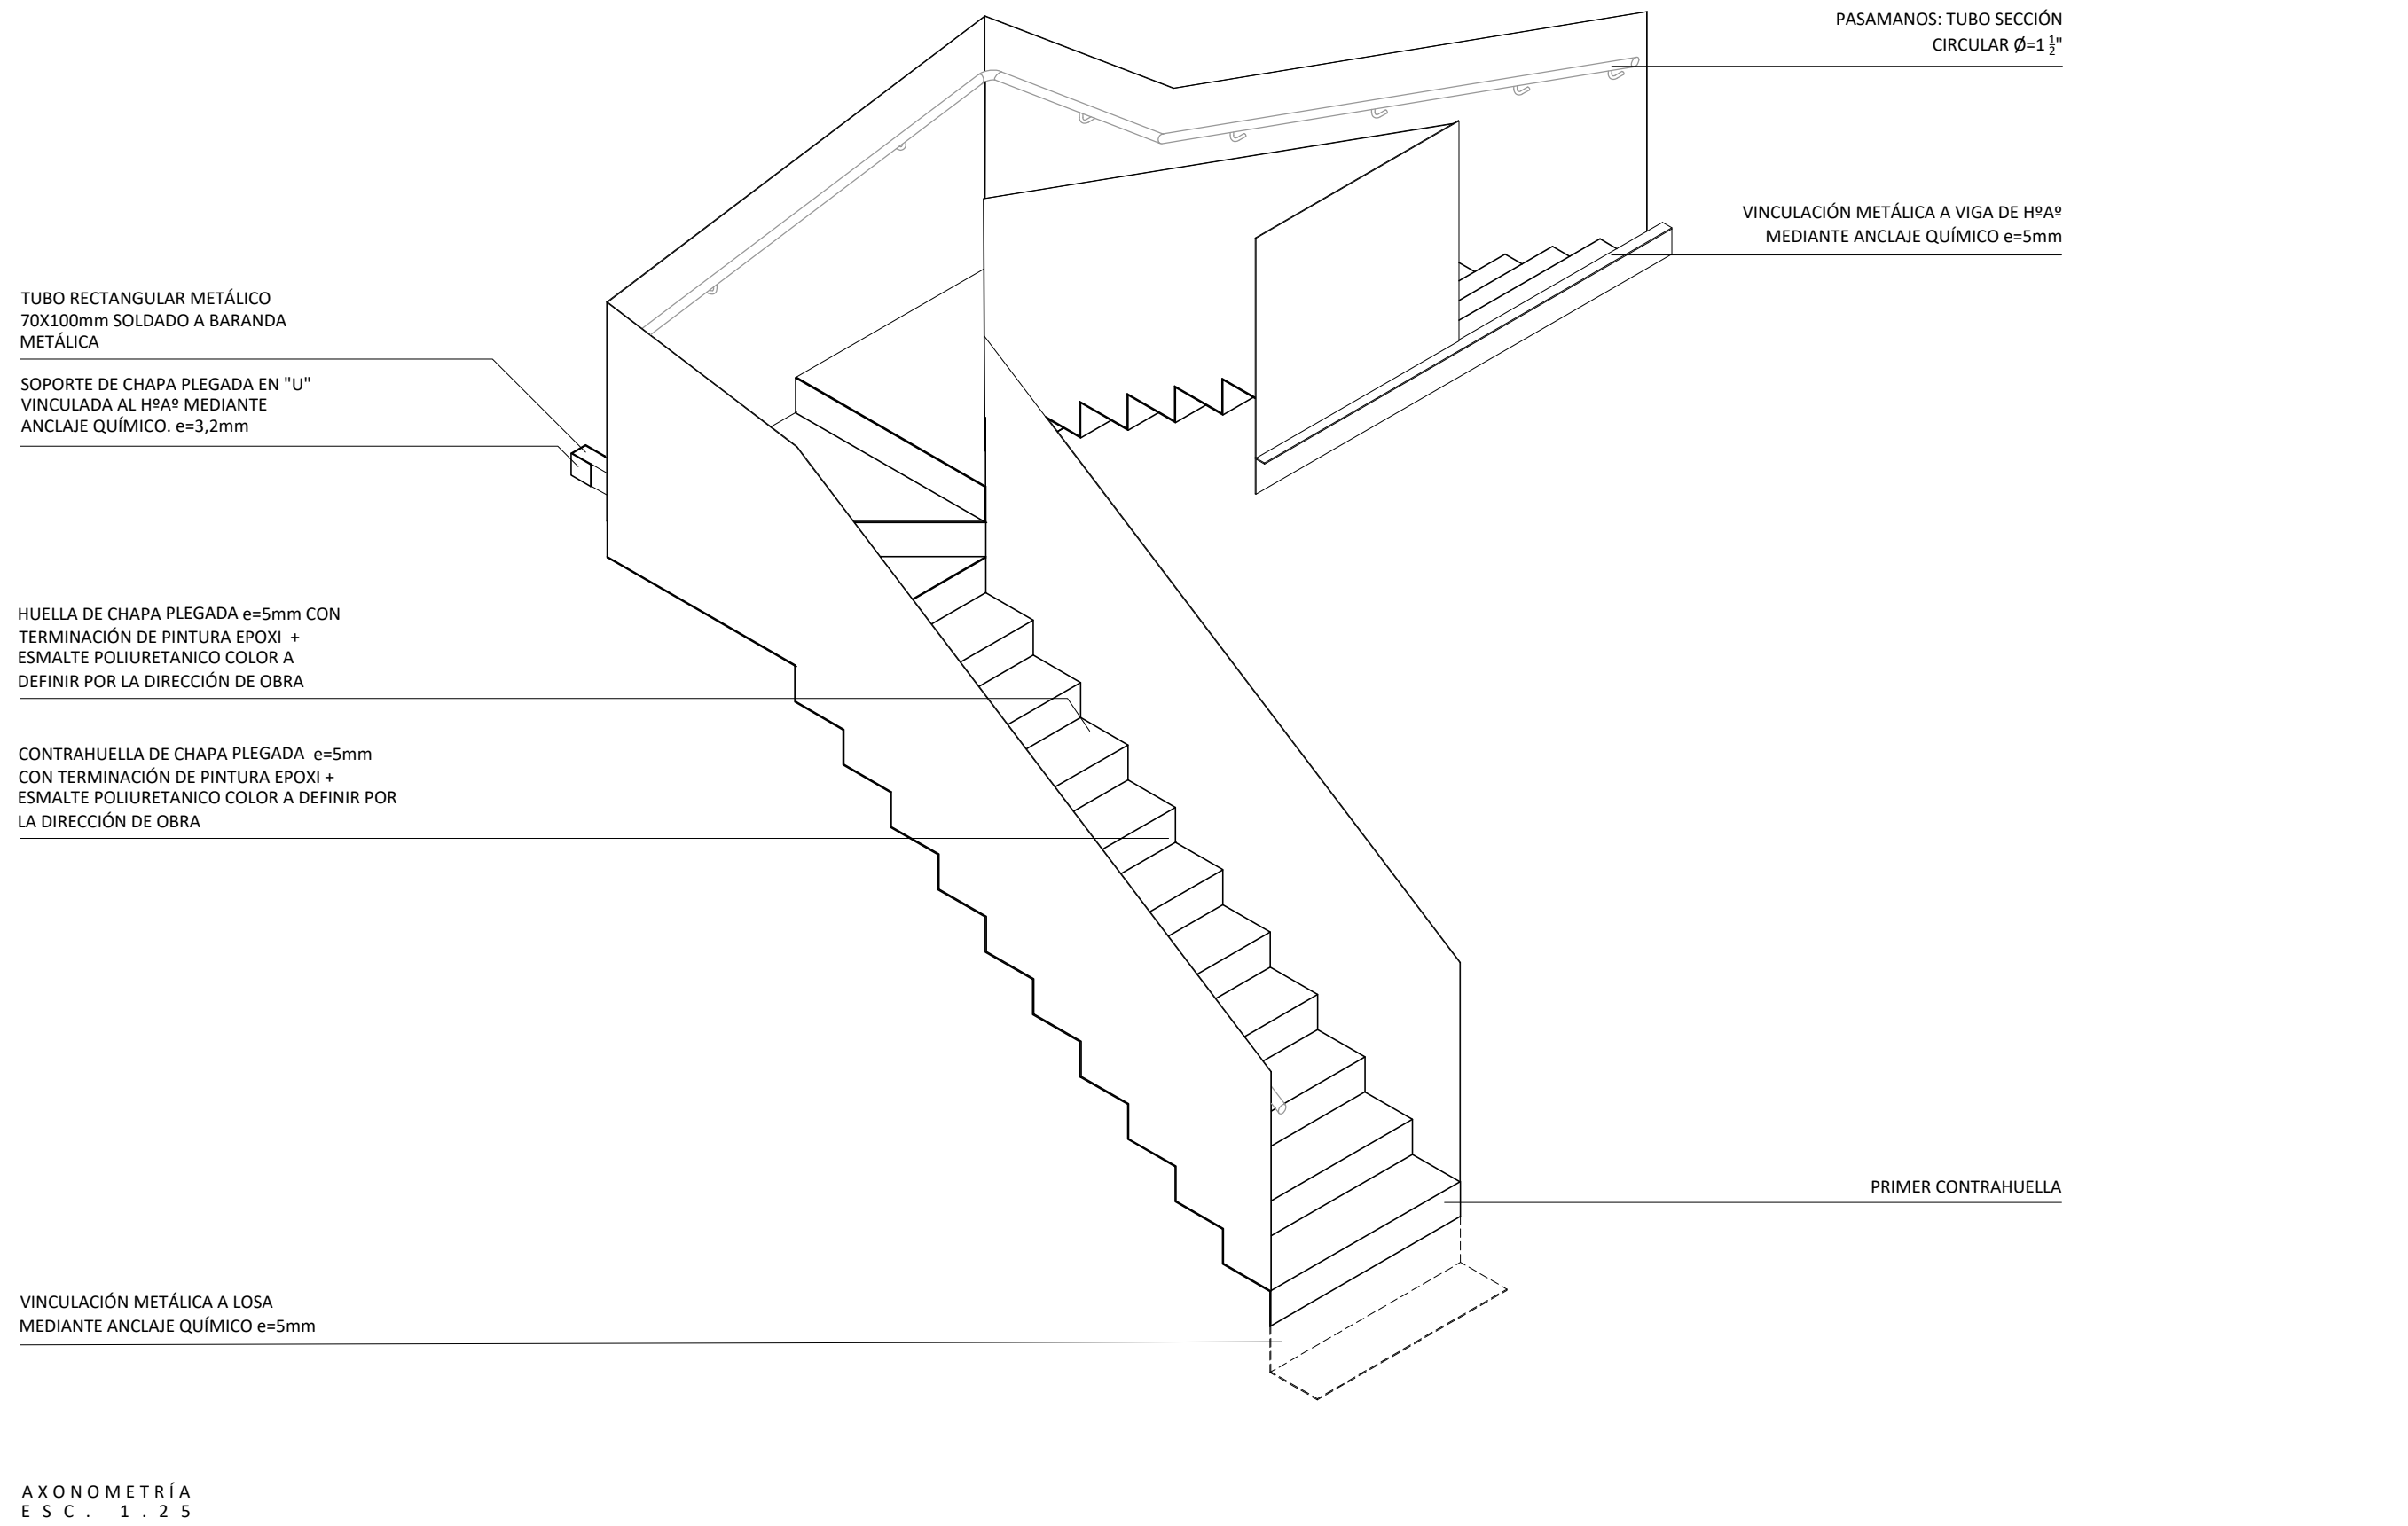 PASAMANOS: TUBO SECCIÓN
CIRCULAR Ø=1 ½"
VINCULACIÓN METÁLICA A VIGA DE HºAº
MEDIANTE ANCLAJE QUÍMICO e=5mm
TUBO RECTANGULAR METÁLICO
70X100mm SOLDADO A BARANDA
METÁLICA
SOPORTE DE CHAPA PLEGADA EN "U"
VINCULADA AL HºAº MEDIANTE
ANCLAJE QUÍMICO. e=3,2mm
HUELLA DE CHAPA PLEGADA e=5mm CON
TERMINACIÓN DE PINTURA EPOXI +
ESMALTE POLIURETANICO COLOR A
DEFINIR POR LA DIRECCIÓN DE OBRA
CONTRAHUELLA DE CHAPA PLEGADA e=5mm
CON TERMINACIÓN DE PINTURA EPOXI +
ESMALTE POLIURETANICO COLOR A DEFINIR POR
LA DIRECCIÓN DE OBRA
PRIMER CONTRAHUELLA
VINCULACIÓN METÁLICA A LOSA
MEDIANTE ANCLAJE QUÍMICO e=5mm
AXONOMETRÍA
ESC. 1.25